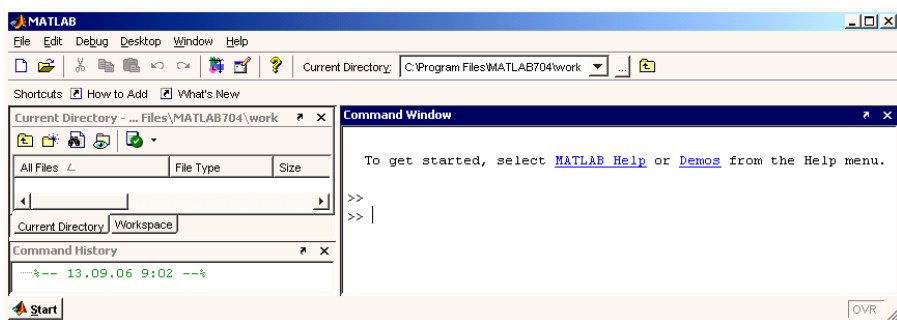 MATLAB
File Edit Debug Desktop Window Help
Current Directory: C:\Program Files\MATLAB704\work ...
Shortcuts How to Add What's New
Current Directory - ... Files\MATLAB704\work
All Files File Type Size
Current Directory Workspace
Command History
%-- 13.09.06 9:02 --%
Command Window
To get started, select MATLAB Help or Demos from the Help menu.
>>
>>
Start
OVR